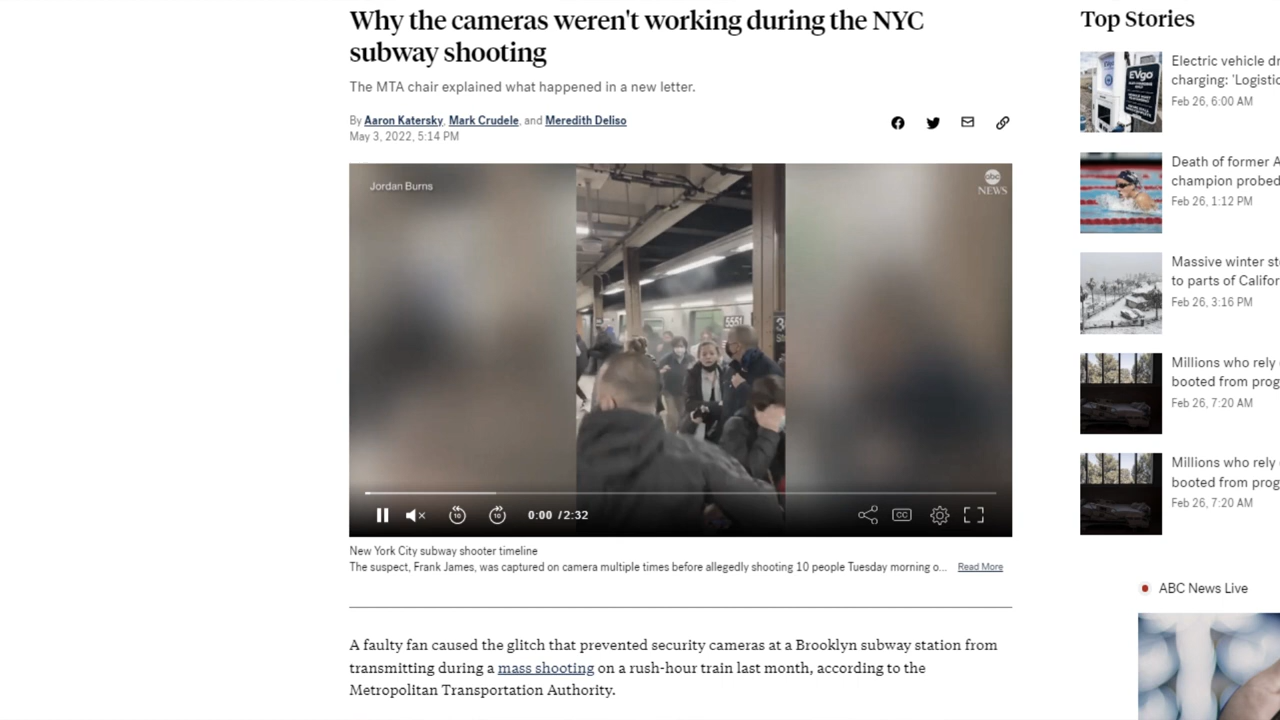 Why the cameras weren't working during the NYC
subway shooting
The MTA chair explained what happened in a new letter.
By Aaron Katersky, Mark Crudele, and Meredith Deliso
May 3, 2022, 5:14 PM
Jordan Burns
abc
NEWS
5551
3
10
10
0:00 / 2:32
CC
New York City subway shooter timeline
The suspect, Frank James, was captured on camera multiple times before allegedly shooting 10 people Tuesday morning o... Read More
A faulty fan caused the glitch that prevented security cameras at a Brooklyn subway station from
transmitting during a mass shooting on a rush-hour train last month, according to the
Metropolitan Transportation Authority.
Top Stories
EVgo
Electric vehicle dr
charging: 'Logistic
Feb 26, 6:00 AM
Death of former A
champion probed
Feb 26, 1:12 PM
Massive winter st
to parts of Califor
Feb 26, 3:16 PM
Millions who rely
booted from prog
Feb 26, 7:20 AM
Millions who rely
booted from prog
Feb 26, 7:20 AM
ABC News Live